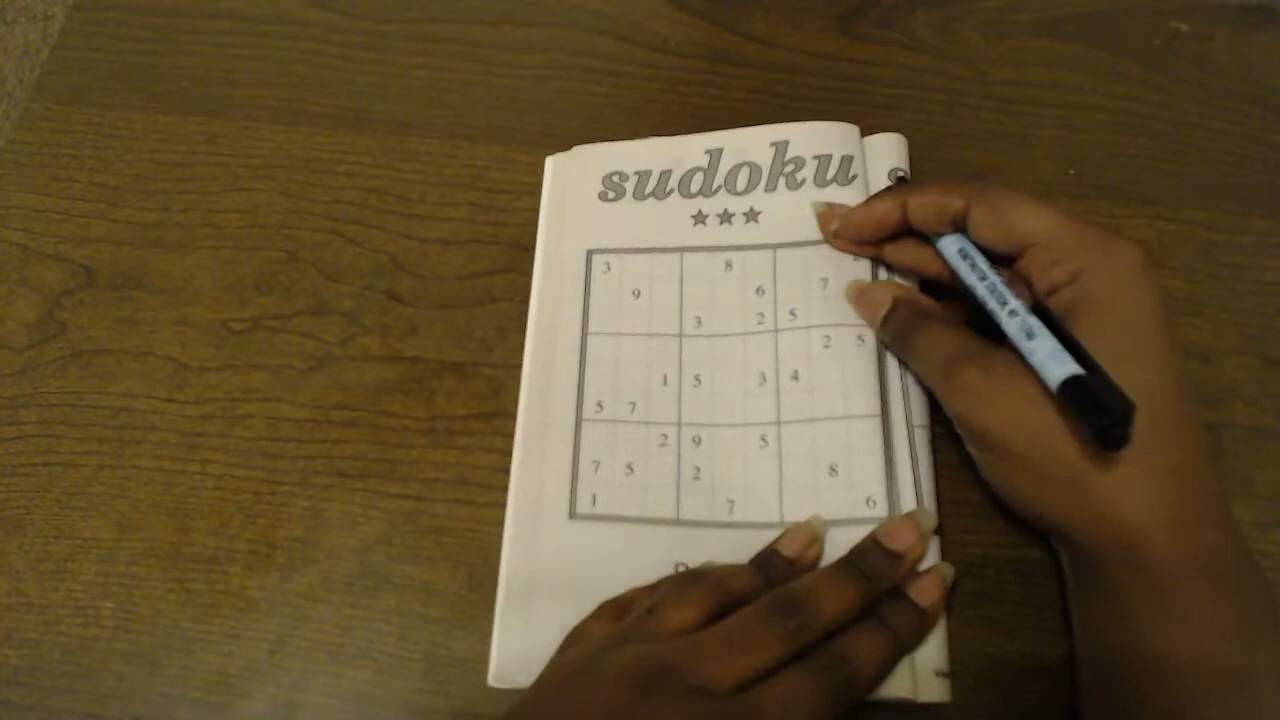 sudoku
3 8
9 6 7
3 2 5
2 5
1 5 3 4
5 7
2 9 5
7 5 2 8
1 7 6